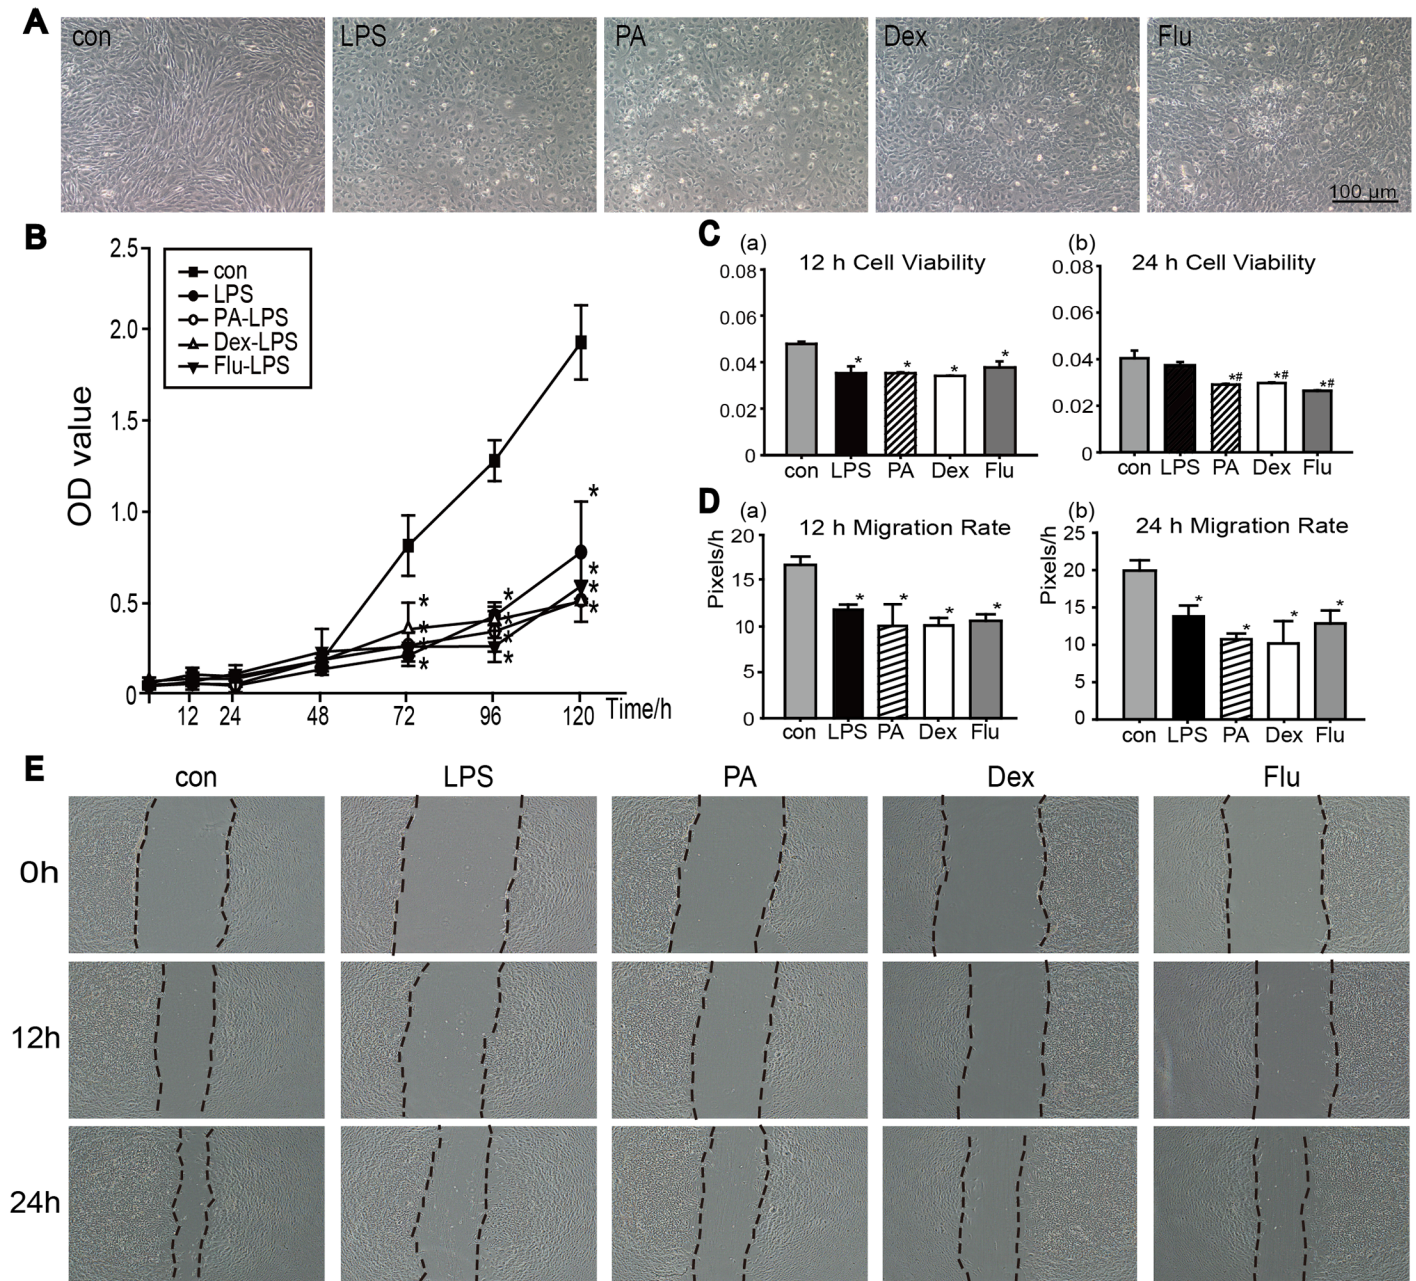 A
con LPS PA Dex Flu
100 μm
B
2.5
2.0
1.5
1.0
0.5
0
OD value
con
LPS
PA-LPS
Dex-LPS
Flu-LPS
* * * * * * * * * * *
12 24 48 72 96 120 Time/h
C
(a) 12 h Cell Viability
0.08
0.06
0.04
0.02
0
* * * *
con LPS PA Dex Flu
(b) 24 h Cell Viability
0.08
0.06
0.04
0.02
0
*# *# *#
con LPS PA Dex Flu
D
(a) 12 h Migration Rate
Pixels/h
20
15
10
5
0
* * * *
con LPS PA Dex Flu
(b) 24 h Migration Rate
Pixels/h
25
20
15
10
5
0
* * * *
con LPS PA Dex Flu
E
con LPS PA Dex Flu
0h
12h
24h